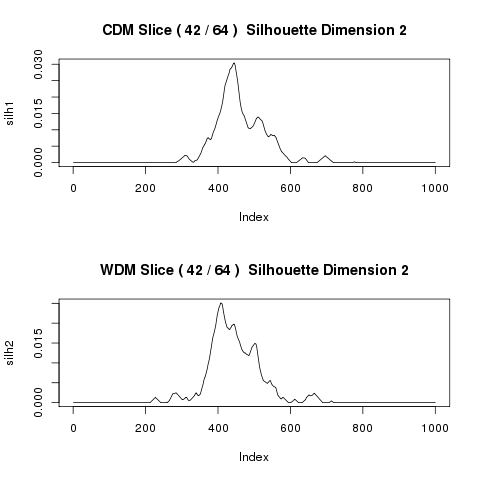 CDM Slice ( 42 / 64 ) Silhouette Dimension 2
silh1
0.030
0.015
0.000
0 200 400 600 800 1000
Index
WDM Slice ( 42 / 64 ) Silhouette Dimension 2
silh2
0.015
0.000
0 200 400 600 800 1000
Index